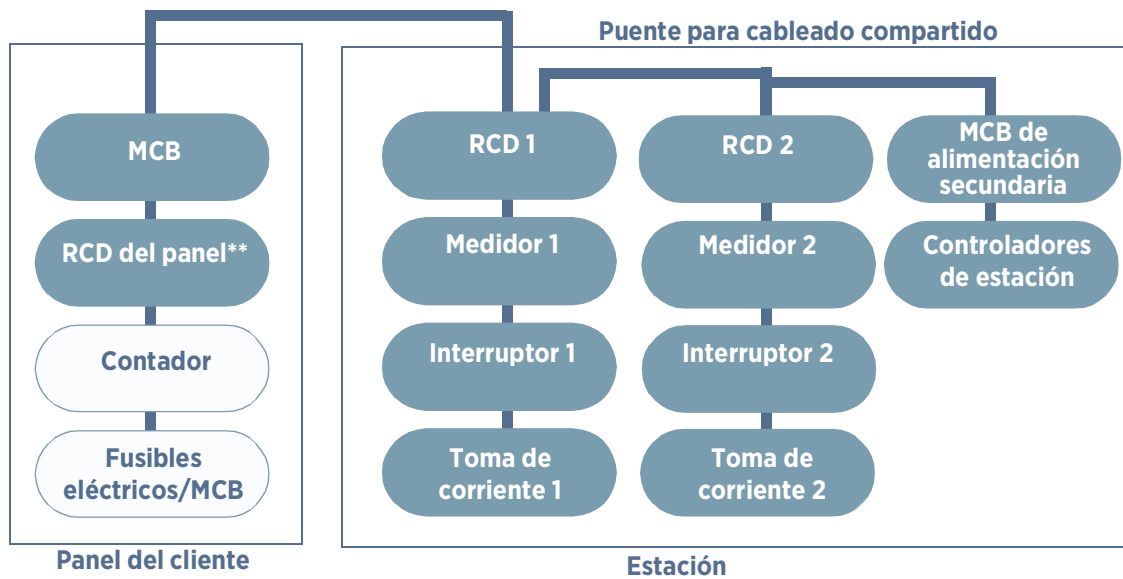 Puente para cableado compartido
MCB
RCD del panel**
Contador
Fusibles
eléctricos/MCB
Panel del cliente
RCD 1
Medidor 1
Interruptor 1
Toma de
corriente 1
RCD 2
Medidor 2
Interruptor 2
Toma de
corriente 2
MCB de
alimentación
secundaria
Controladores
de estación
Estación